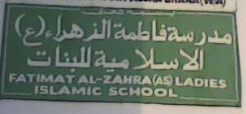 مدرسة فاطمة الزهراء (ع)
الاسلامية للبنات
FATIMAT AL-ZAHRA (AS) LADIES
ISLAMIC SCHOOL